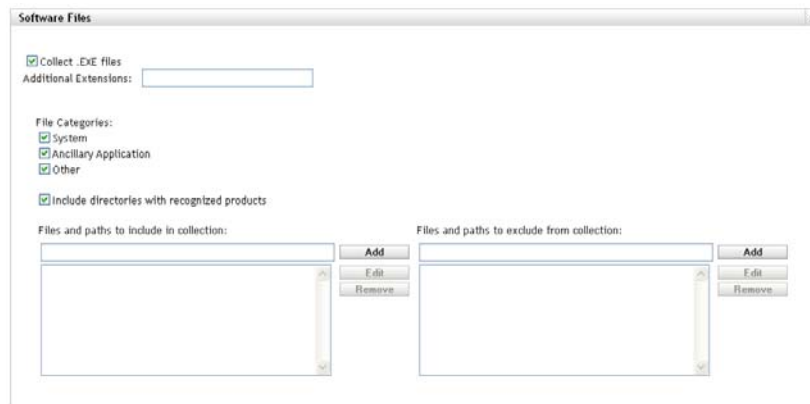 Software Files
Collect .EXE files
Additional Extensions:
File Categories:
System
Ancillary Application
Other
Include directories with recognized products
Files and paths to include in collection:
Files and paths to exclude from collection:
Add
Add
Edit
Edit
Remove
Remove